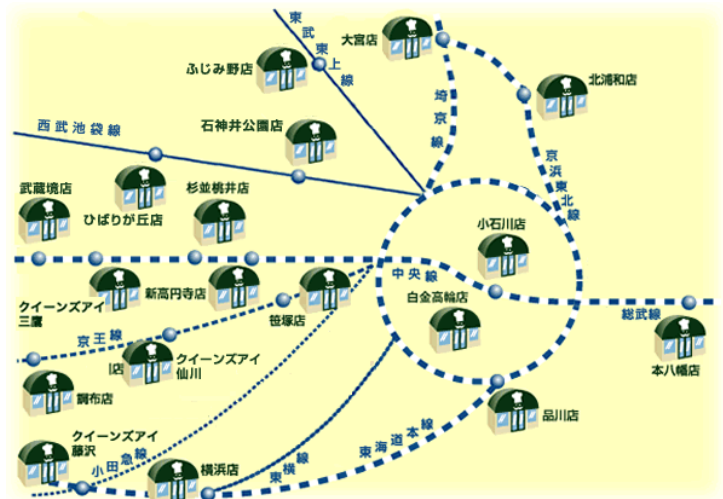 東武東上線
大宮店
ふじみ野店
北浦和店
埼京線
西武池袋線
石神井公園店
京浜東北線
武蔵境店
ひばりが丘店
杉並桃井店
小石川店
中央線
クイーンズアイ
三鷹
新高円寺店
白金高輪店
笹塚店
総武線
京王線
店
クイーンズアイ
仙川
本八幡店
調布店
品川店
クイーンズアイ
藤沢
小田急線
横浜店
東横線
東海道本線